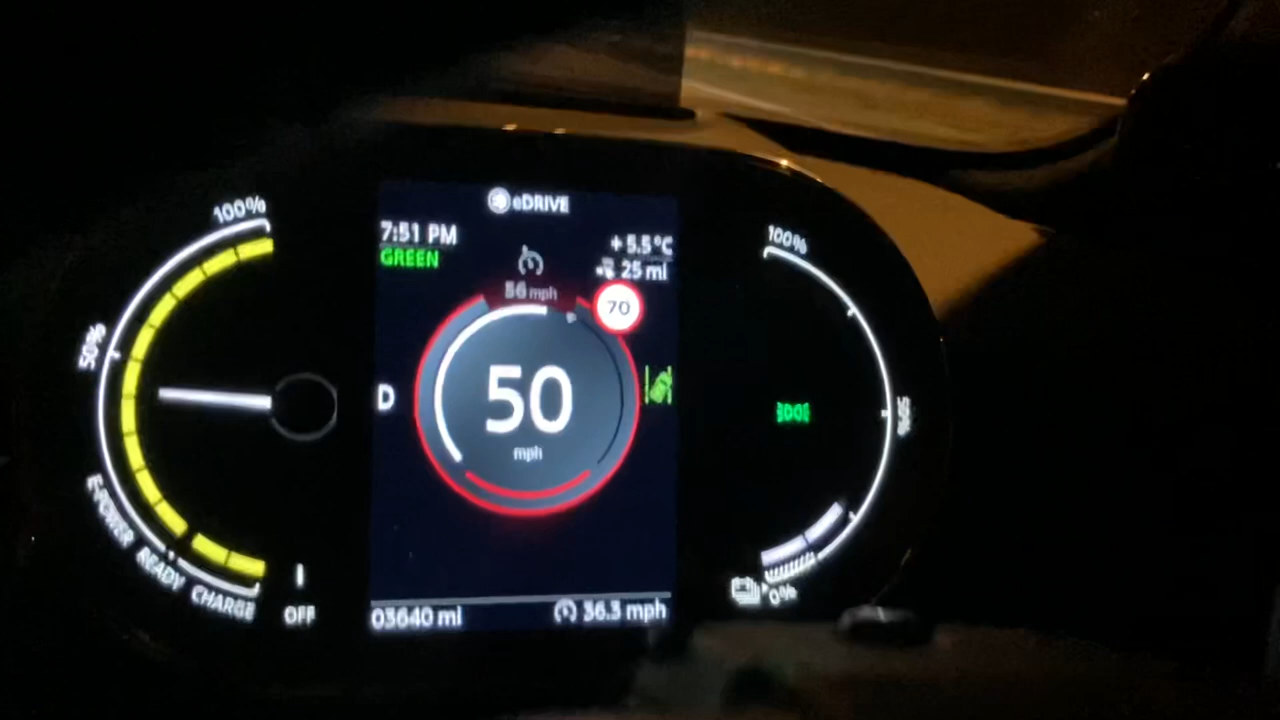 eDRIVE
7:51 PM
+ 5.5°C
GREEN
25 mi
56 mph
70
100%
50%
E-POWER READY CHARGE
OFF
D
50
mph
100%
50%
0%
03640 mi
36.3 mph